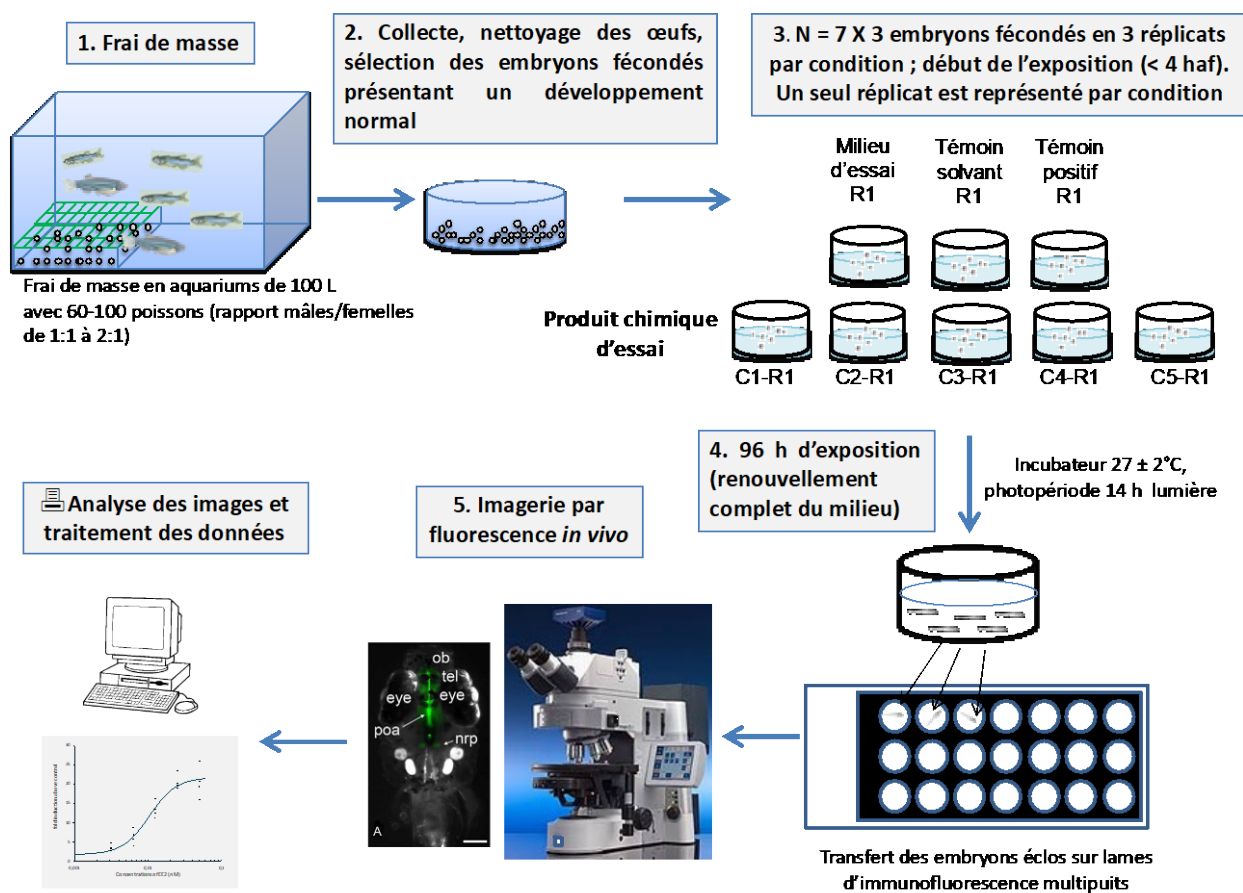 1. Frai de masse
2. Collecte, nettoyage des œufs,
sélection des embryons fécondés
présentant un développement
normal
3. N = 7 X 3 embryons fécondés en 3 réplicats
par condition ; début de l'exposition (< 4 haf).
Un seul réplicat est représenté par condition
Frai de masse en aquariums de 100 L
avec 60-100 poissons (rapport mâles/femelles
de 1:1 à 2:1)
Milieu
d'essai
R1
Témoin
solvant
R1
Témoin
positif
R1
Produit chimique
d'essai
C1-R1
C2-R1
C3-R1
C4-R1
C5-R1
4. 96 h d'exposition
(renouvellement
complet du milieu)
Incubateur 27 ± 2°C,
photopériode 14 h lumière
Transfert des embryons éclos sur lames
d'immunofluorescence multipuits
5. Imagerie par
fluorescence in vivo
ob
tel
eye
eye
poa
nrp
A
Analyse des images et
traitement des données